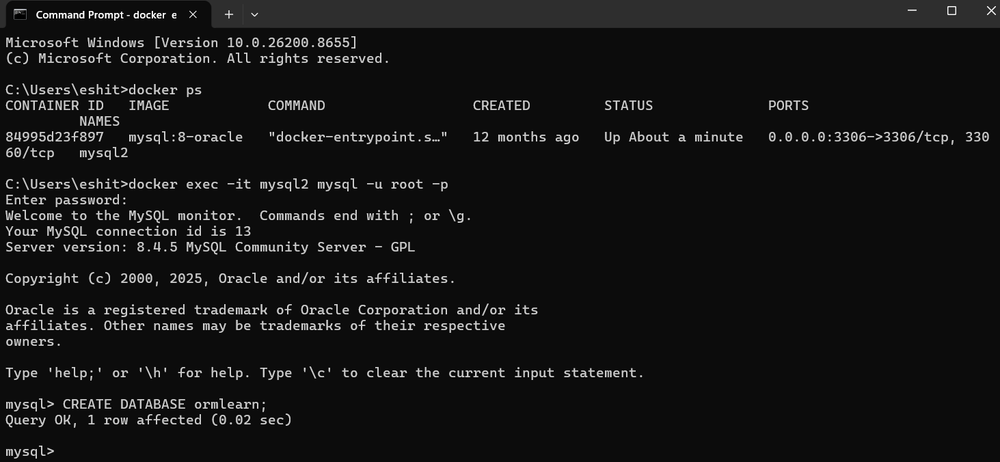 Command Prompt - docker e
Microsoft Windows [Version 10.0.26200.8655]
(c) Microsoft Corporation. All rights reserved.
C:\Users\eshit>docker ps
CONTAINER ID   IMAGE            COMMAND                  CREATED         STATUS              PORTS
         NAMES
84995d23f897   mysql:8-oracle   "docker-entrypoint.s…"   12 months ago   Up About a minute   0.0.0.0:3306->3306/tcp, 330
60/tcp   mysql2
C:\Users\eshit>docker exec -it mysql2 mysql -u root -p
Enter password:
Welcome to the MySQL monitor.  Commands end with ; or \g.
Your MySQL connection id is 13
Server version: 8.4.5 MySQL Community Server - GPL
Copyright (c) 2000, 2025, Oracle and/or its affiliates.
Oracle is a registered trademark of Oracle Corporation and/or its
affiliates. Other names may be trademarks of their respective
owners.
Type 'help;' or '\h' for help. Type '\c' to clear the current input statement.
mysql> CREATE DATABASE ormlearn;
Query OK, 1 row affected (0.02 sec)
mysql>